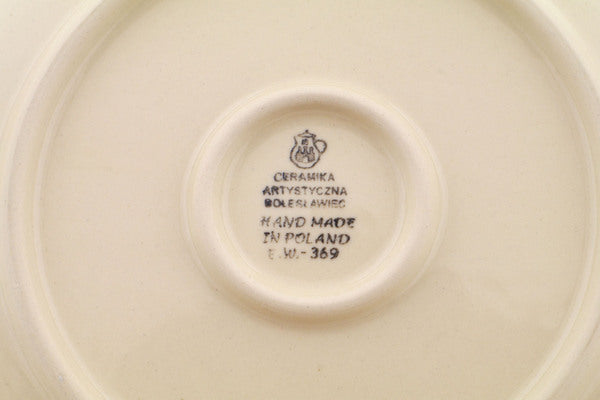 CERAMIKA
ARTYSTYCZNA
BOLESŁAWIEC
HAND MADE
IN POLAND
E.W.-369